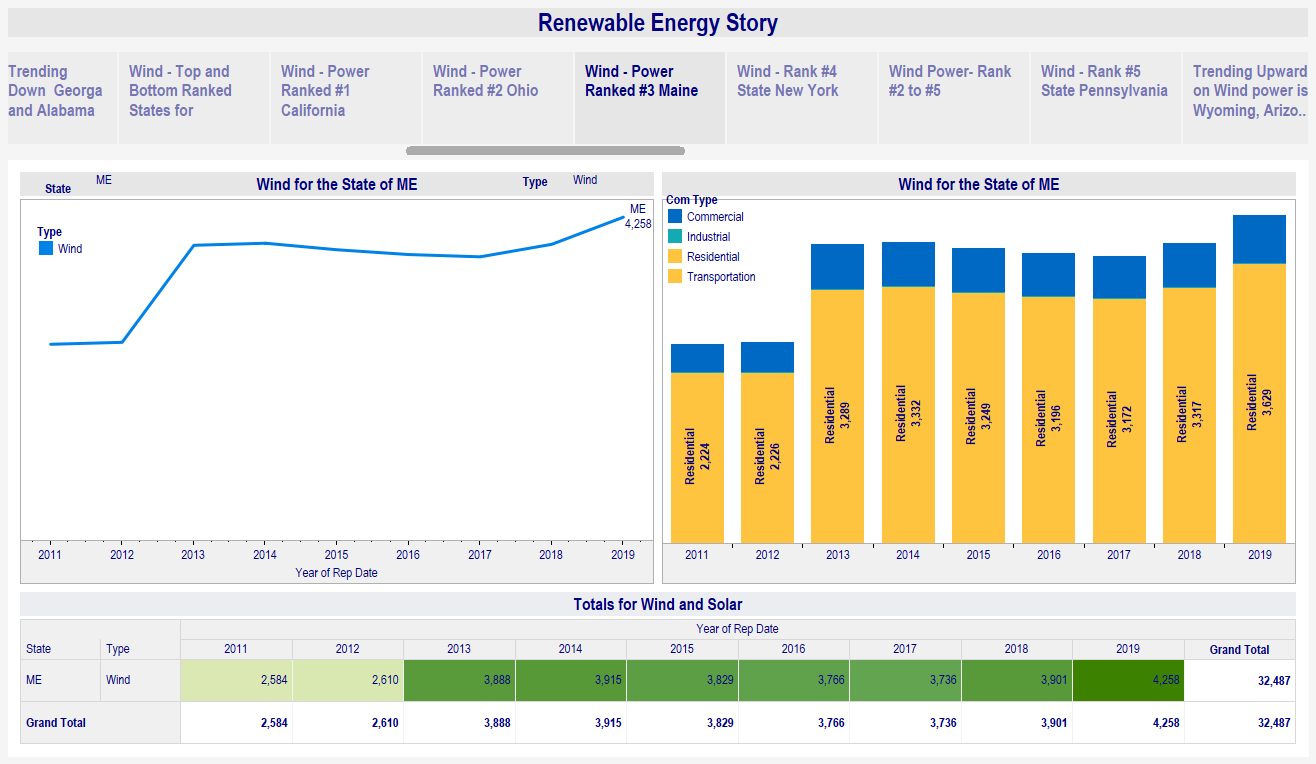 Renewable Energy Story
Trending
Down  Georga
and Alabama
Wind - Top and
Bottom Ranked
States for
Wind - Power
Ranked #1
California
Wind - Power
Ranked #2 Ohio
Wind - Power
Ranked #3 Maine
Wind - Rank #4
State New York
Wind Power- Rank
#2 to #5
Wind - Rank #5
State Pennsylvania
Trending Upward
on Wind power is
Wyoming, Arizo..
State ME
Wind for the State of ME
Type Wind
Type
Wind
ME
4,258
2011 2012 2013 2014 2015 2016 2017 2018 2019
Year of Rep Date
Wind for the State of ME
Com Type
Commercial
Industrial
Residential
Transportation
Residential
2,224
Residential
2,226
Residential
3,289
Residential
3,332
Residential
3,249
Residential
3,196
Residential
3,172
Residential
3,317
Residential
3,629
2011 2012 2013 2014 2015 2016 2017 2018 2019
Totals for Wind and Solar
Year of Rep Date
State Type 2011 2012 2013 2014 2015 2016 2017 2018 2019 Grand Total
ME Wind 2,584 2,610 3,888 3,915 3,829 3,766 3,736 3,901 4,258 32,487
Grand Total 2,584 2,610 3,888 3,915 3,829 3,766 3,736 3,901 4,258 32,487